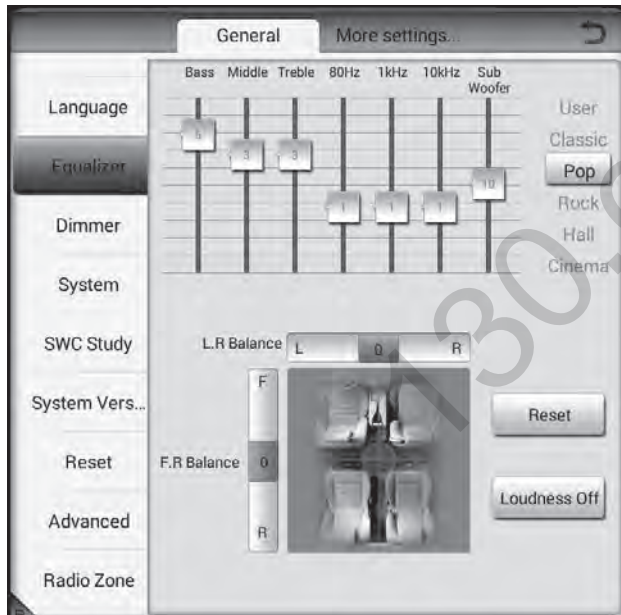 General
More settings...
Language
Equalizer
Dimmer
System
SWC Study
System Vers...
Reset
Advanced
Radio Zone
Bass Middle Treble 80Hz 1kHz 10kHz Sub Woofer
3 3 10
1 1 1
User
Classic
Pop
Rock
Hall
Cinema
L.R Balance L 0 R
F
F.R Balance 0
R
Reset
Loudness Off